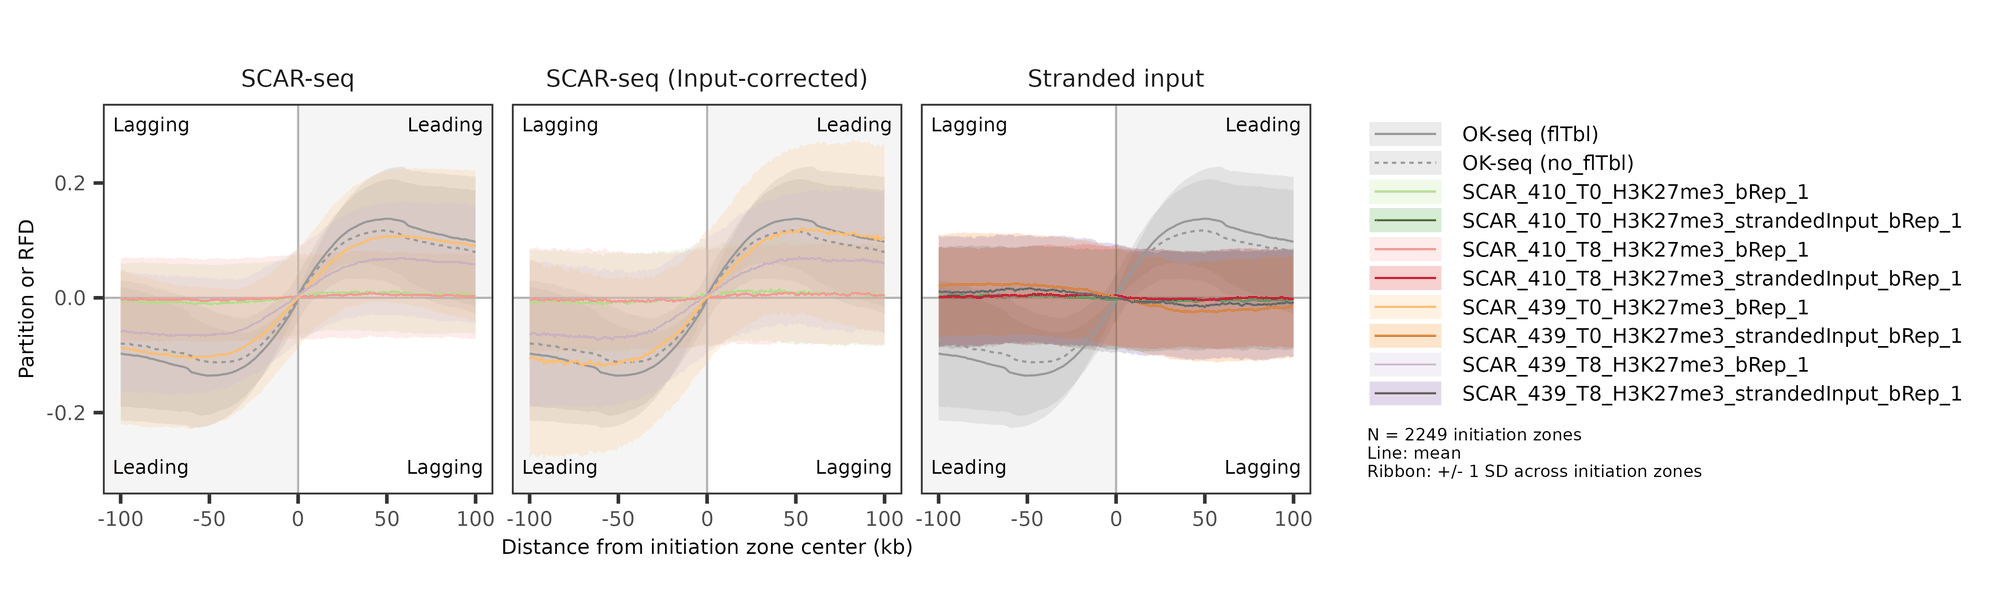 SCAR-seq
SCAR-seq (Input-corrected)
Stranded input
Lagging
Leading
Lagging
Leading
Lagging
Leading
Leading
Lagging
Leading
Lagging
Leading
Lagging
0.2
0.0
-0.2
Partition or RFD
-100
-50
0
50
100
-100
-50
0
50
100
-100
-50
0
50
100
Distance from initiation zone center (kb)
OK-seq (flTbl)
OK-seq (no_flTbl)
SCAR_410_T0_H3K27me3_bRep_1
SCAR_410_T0_H3K27me3_strandedInput_bRep_1
SCAR_410_T8_H3K27me3_bRep_1
SCAR_410_T8_H3K27me3_strandedInput_bRep_1
SCAR_439_T0_H3K27me3_bRep_1
SCAR_439_T0_H3K27me3_strandedInput_bRep_1
SCAR_439_T8_H3K27me3_bRep_1
SCAR_439_T8_H3K27me3_strandedInput_bRep_1
N = 2249 initiation zones
Line: mean
Ribbon: +/- 1 SD across initiation zones